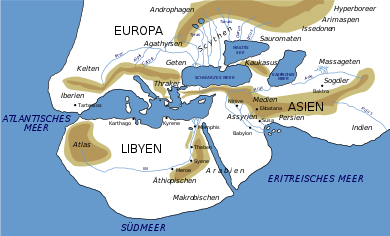 Hyperboreer
Androphagen
Arimaspen
Issedonen
EUROPA
Skythen
Sauromaten
Agathyrsen
Kelten
Geten
Kaukasus
Massageten
SCHWARZES MEER
Sogdier
Thraker
Iberien
Baktra
Tartessos
Ninive
Medien
Ekbatana
ASIEN
ATLANTISCHES
MEER
Karthago
Kyrene
Memphis
Assyrien
Susa
Persien
Babylon
Indien
Atlas
LIBYEN
Theben
Syene
Meroe
Arabien
Äthiopischen
ERITREISCHES MEER
Makrobischen
SÜDMEER